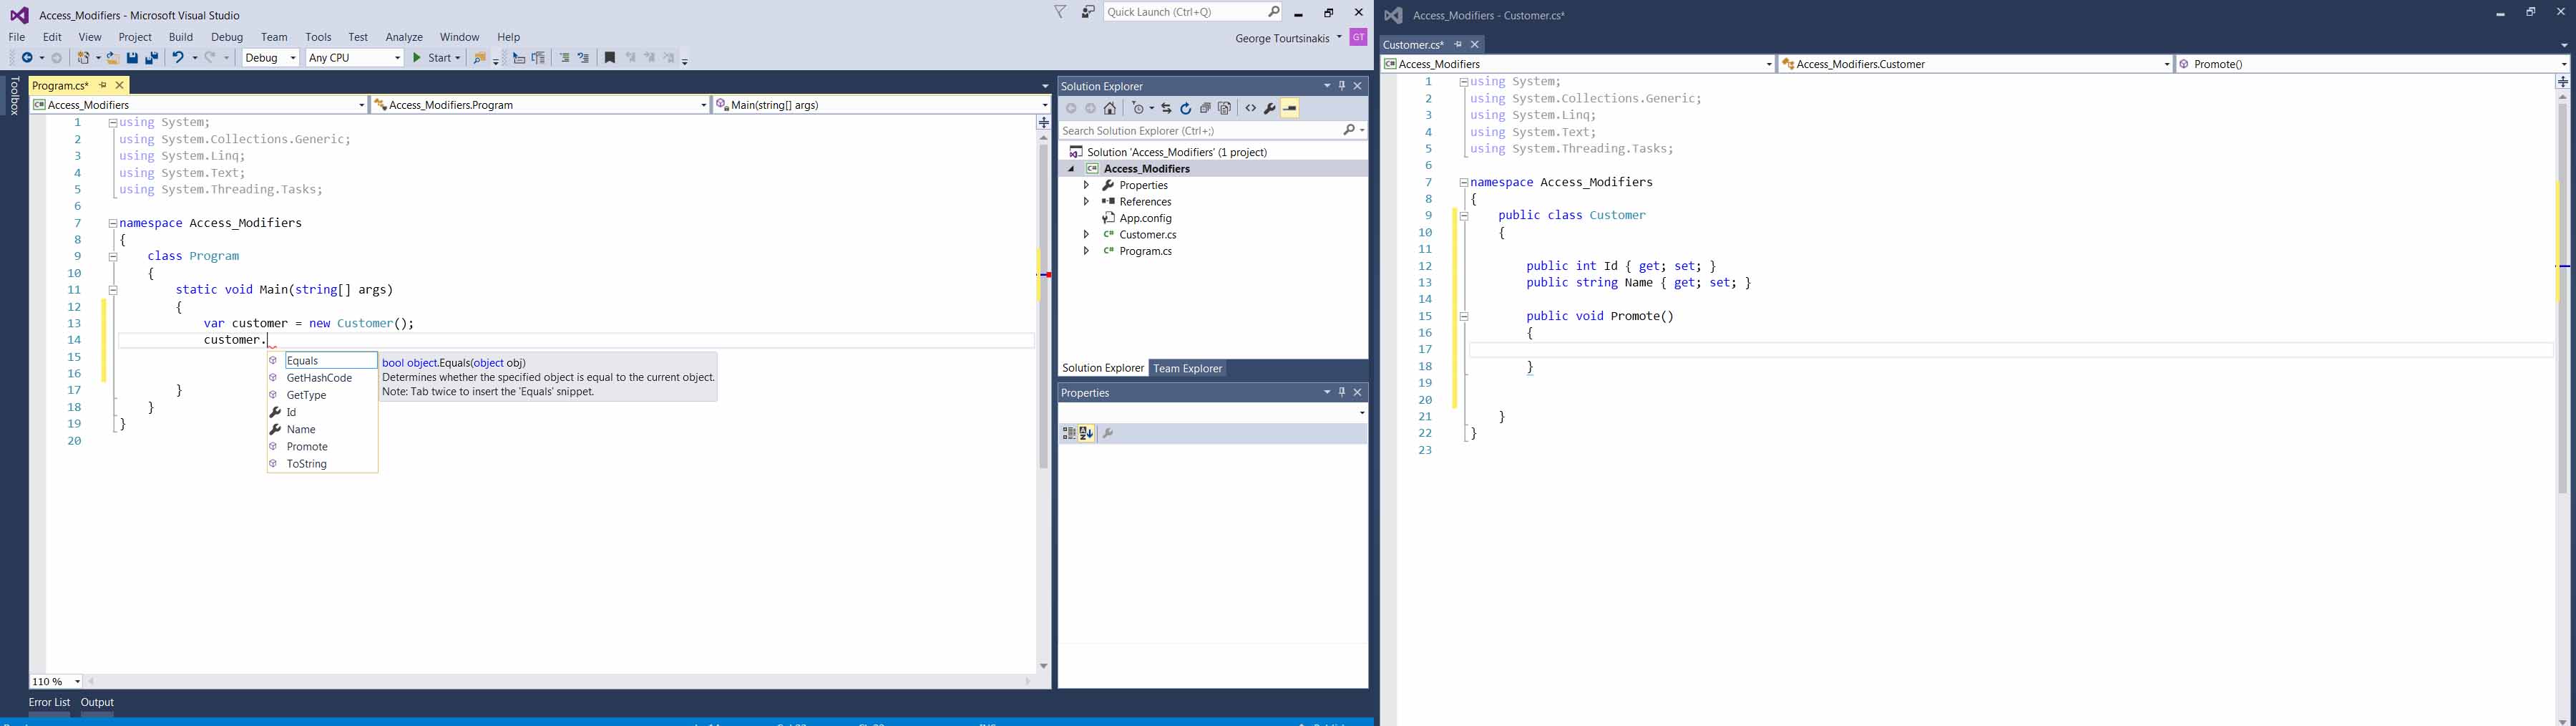 Access_Modifiers - Microsoft Visual Studio
Quick Launch (Ctrl+Q)
File Edit View Project Build Debug Team Tools Test Analyze Window Help
George Tourtsinakis GT
Debug Any CPU Start
Toolbox
Program.cs*
Access_Modifiers Access_Modifiers.Program Main(string[] args)
1 using System;
2 using System.Collections.Generic;
3 using System.Linq;
4 using System.Text;
5 using System.Threading.Tasks;
6
7 namespace Access_Modifiers
8 {
9 class Program
10 {
11 static void Main(string[] args)
12 {
13 var customer = new Customer();
14 customer.
15
16
17 }
18 }
19 }
20
Equals
GetHashCode
GetType
Id
Name
Promote
ToString
bool object.Equals(object obj)
Determines whether the specified object is equal to the current object.
Note: Tab twice to insert the 'Equals' snippet.
110 %
Error List Output
Solution Explorer
Search Solution Explorer (Ctrl+;)
Solution 'Access_Modifiers' (1 project)
Access_Modifiers
Properties
References
App.config
Customer.cs
Program.cs
Solution Explorer Team Explorer
Properties
Access_Modifiers - Customer.cs*
Customer.cs*
Access_Modifiers Access_Modifiers.Customer Promote()
1 using System;
2 using System.Collections.Generic;
3 using System.Linq;
4 using System.Text;
5 using System.Threading.Tasks;
6
7 namespace Access_Modifiers
8 {
9 public class Customer
10 {
11
12 public int Id { get; set; }
13 public string Name { get; set; }
14
15 public void Promote()
16 {
17
18 }
19
20
21 }
22 }
23